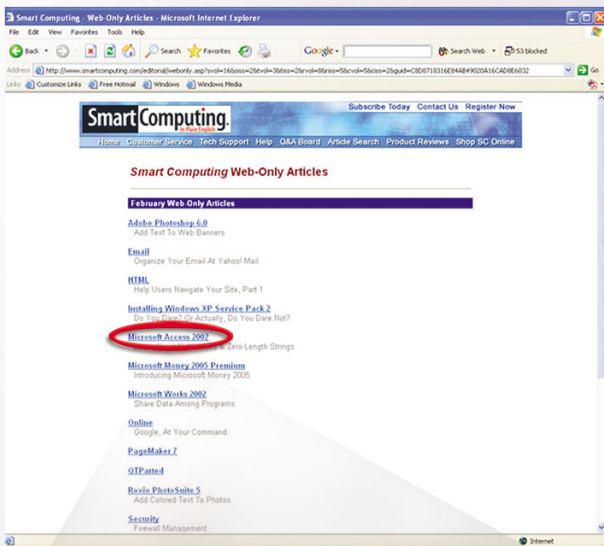 Smart Computing - Web-Only Articles - Microsoft Internet Explorer
File Edit View Favorites Tools Help
Back Search Favorites Google Search Web 53 blocked
Address Go
Links Customize Links Free Hotmail Windows Windows Media
Subscribe Today Contact Us Register Now
Smart Computing.
in Plain English
Home Customer Service Tech Support Help Q&A Board Article Search Product Reviews Shop SC Online
Smart Computing Web-Only Articles
February Web-Only Articles
Adobe Photoshop 6.0
Add Text To Web Banners
Email
Organize Your Email At Yahoo! Mail
HTML
Help Users Navigate Your Site, Part 1
Installing Windows XP Service Pack 2
Do You Dare? Or Actually, Do You Dare Not?
Microsoft Access 2002
& Zero-Length Strings
Microsoft Money 2005 Premium
Introducing Microsoft Money 2005
Microsoft Works 2002
Share Data Among Programs
Online
Google, At Your Command
PageMaker 7
QTParted
Roxio PhotoSuite 5
Add Colored Text To Photos
Security
Firewall Management
Internet